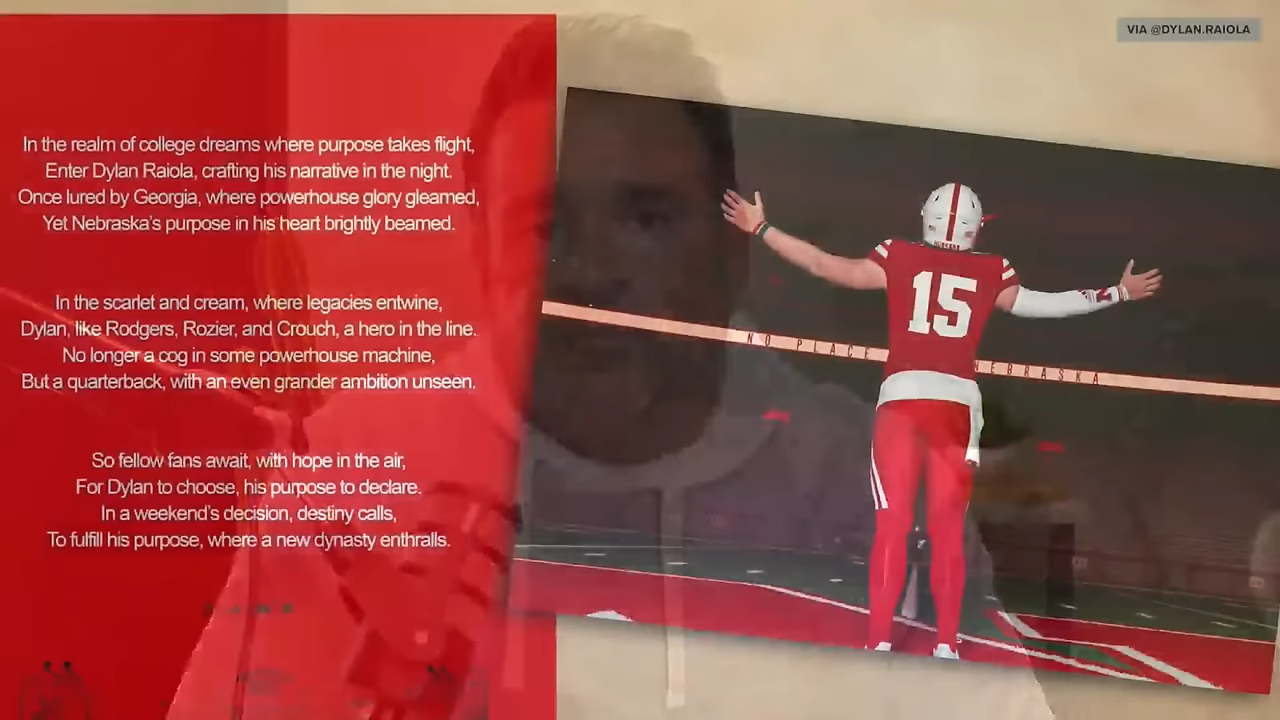 VIA @DYLAN.RAIOLA
In the realm of college dreams where purpose takes flight,
Enter Dylan Raiola, crafting his narrative in the night.
Once lured by Georgia, where powerhouse glory gleamed,
Yet Nebraska's purpose in his heart brightly beamed.
In the scarlet and cream, where legacies entwine,
Dylan, like Rodgers, Rozier, and Crouch, a hero in the line.
No longer a cog in some powerhouse machine,
But a quarterback, with an even grander ambition unseen.
So fellow fans await, with hope in the air,
For Dylan to choose, his purpose to declare.
In a weekend's decision, destiny calls,
To fulfill his purpose, where a new dynasty enthralls.
15
NO PLACE NEBRASKA